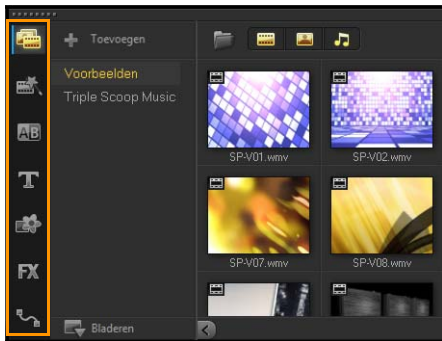 Toevoegen
Voorbeelden
Triple Scoop Music
SP-V01.wmv
SP-V02.wmv
AB
T
SP-V07.wmv
SP-V08.wmv
FX
Bladeren